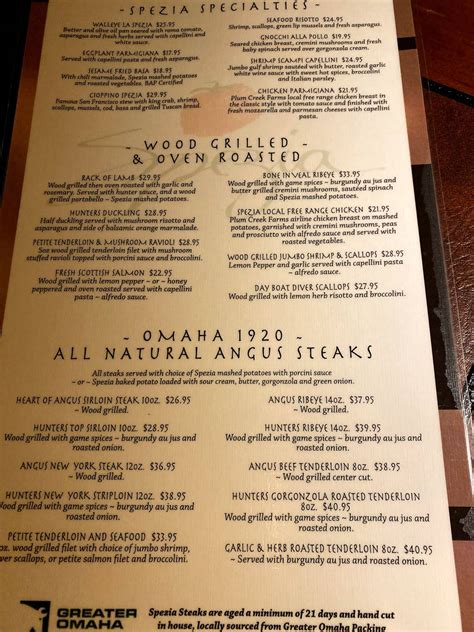 ~ SPEZIA SPECIALTIES ~
WALLEYE LA SPEZIA $25.95
Butter and olive oil pan seared with tomato, lemon,
asparagus and fresh herbs served with capellini and
white sauce.
EGGPLANT PARMIGIANA $17.95
SESAME FRIED BASA $18.95
With chili marmalade, Spezia mashed potatoes
and roasted vegetables
CIOPPINO SPEZIA $29.95
Famous San Francisco stew with king crab, shrimp,
scallops, mussels, cod, bass and grilled Tuscan bread.
SEAFOOD RISOTTO $24.95
Shrimp, scallops, green lip mussels and fresh asparagus.
GNOCCHI ALLA POLLO $19.95
Seared chicken breast, cremini mushrooms and fresh
baby spinach served over gorgonzola cream.
SHRIMP SCAMPI CAPELLINI $24.95
Jumbo gulf shrimp sautéed with butter, roasted garlic
white wine sauce with sweet hot spices, broccolini
and Italian parsley.
CHICKEN PARMIGIANA $21.95
Plum Creek Farms local free range chicken breast in
the classic style with tomato sauce and finished with
fresh mozzarella and parmesan cheeses with capellini
pasta.
~ WOOD GRILLED ~
& OVEN ROASTED
RACK OF LAMB $29.95
Wood grilled then oven roasted with garlic and
rosemary. Served with hunter sauce, and a wood
grilled portabello ~ Spezia mashed potatoes.
HUNTERS DUCKLING $28.95
Half duckling served with mushroom risotto and
asparagus and side of balsamic orange marmalade.
PETITE TENDERLOIN & MUSHROOM RAVIOLI $28.95
Sea wood grilled tenderloin filet with mushroom
stuffed ravioli topped with porcini sauce and broccolini.
FRESH SCOTTISH SALMON $22.95
Wood grilled with lemon pepper ~ or ~ honey
peppered and oven roasted served with capellini
pasta ~ alfredo sauce.
BONE IN VEAL RIBEYE $33.95
Wood grilled with game spices ~ burgundy au jus and
butter cremini mushrooms, sautéed spinach
and Spezia mashed potatoes.
SPEZIA LOCAL FREE RANGE CHICKEN $21.95
Plum Creek Farms airline chicken breast on mashed
potatoes, garnished with cremini mushrooms, peas
and prosciutto with alfredo sauce and served with
roasted vegetables.
WOOD GRILLED JUMBO SHRIMP & SCALLOPS $28.95
Lemon Pepper and garlic served with capellini pasta
~ alfredo sauce.
DAY BOAT DIVER SCALLOPS $27.95
Wood grilled with lemon herb risotto and broccolini.
~ OMAHA 1920 ~
ALL NATURAL ANGUS STEAKS
All steaks served with choice of Spezia mashed potatoes with porcini sauce
~ or ~ Spezia baked potato loaded with sour cream, butter, gorgonzola and green onion.
HEART OF ANGUS SIRLOIN STEAK 10OZ. $26.95
~ Wood grilled.
HUNTERS TOP SIRLOIN 10OZ. $28.95
Wood grilled with game spices ~ burgundy au jus and
roasted onion.
ANGUS NEW YORK STEAK 12OZ. $36.95
~ Wood grilled.
HUNTERS NEW YORK STRIPLOIN 12OZ. $38.95
Wood grilled with game spices ~ burgundy au jus and
roasted onion.
PETITE TENDERLOIN AND SEAFOOD $33.95
oz. wood grilled filet with choice of jumbo shrimp,
ver scallops, or petite salmon filet and broccolini.
ANGUS RIBEYE 14OZ. $37.95
~ Wood grilled.
HUNTERS RIBEYE 14OZ. $39.95
Wood grilled with game spices ~ burgundy au jus and
roasted onion.
ANGUS BEEF TENDERLOIN 8OZ. $38.95
~ Wood grilled center cut.
HUNTERS GORGONZOLA ROASTED TENDERLOIN
8OZ. $40.95
Wood grilled with game spices ~ burgundy au jus and
roasted onion.
GARLIC & HERB ROASTED TENDERLOIN 8OZ. $40.95
~ Served with burgundy au jus and roasted onion.
GREATER
OMAHA
Spezia Steaks are aged a minimum of 21 days and hand cut
in house, locally sourced from Greater Omaha Packing